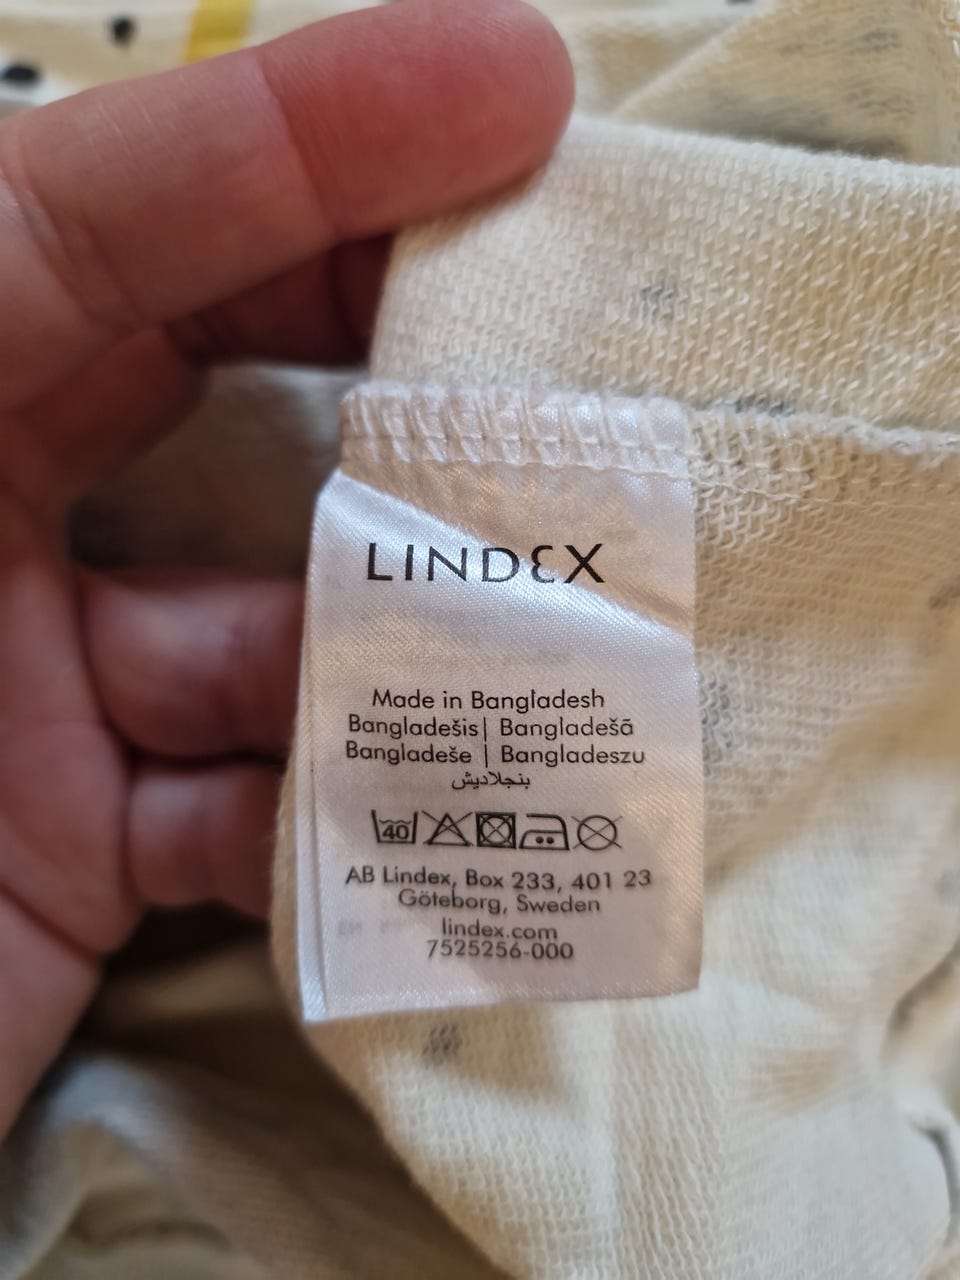 LINDEX
Made in Bangladesh
Bangladešis| Bangladešā
Bangladeše | Bangladeszu
بنجلاديش
40
AB Lindex, Box 233, 401 23
Göteborg, Sweden
lindex.com
7525256-000